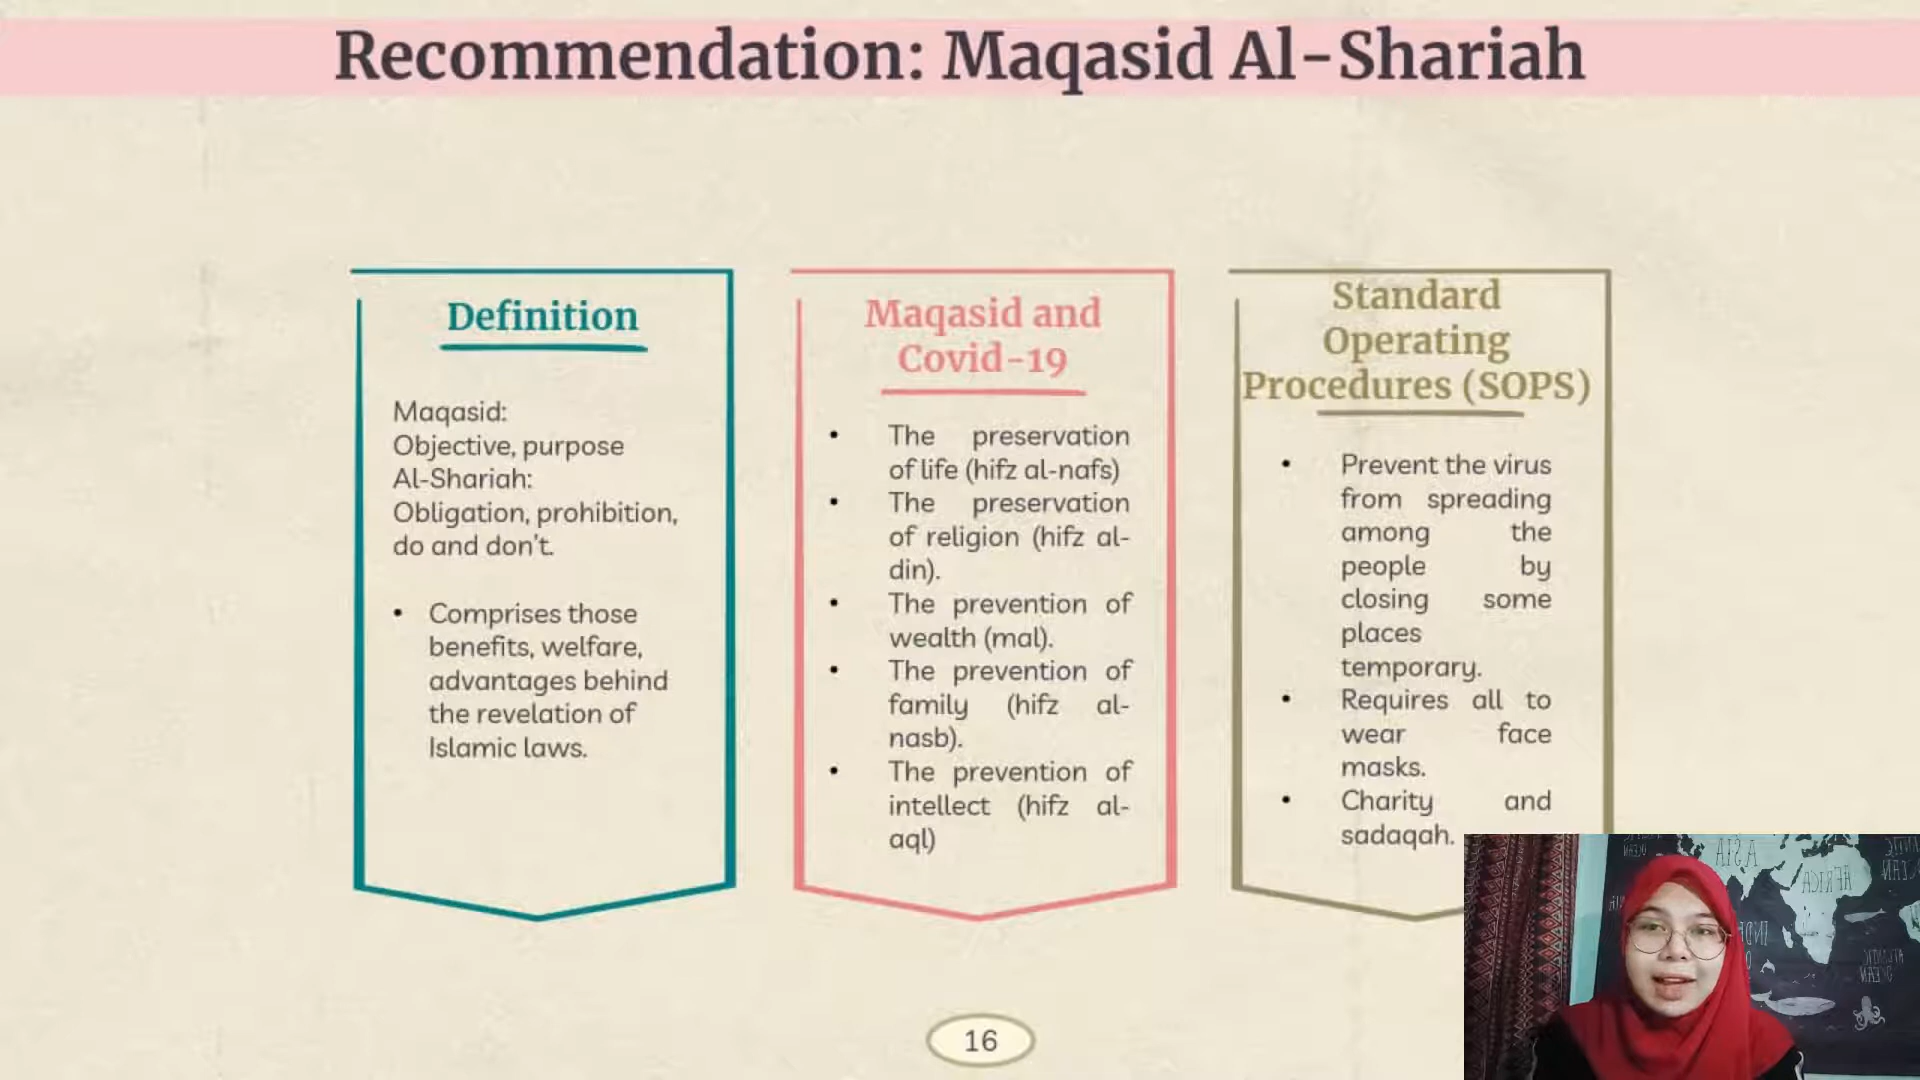 Recommendation: Maqasid Al-Shariah
Definition
Maqasid:
Objective, purpose
Al-Shariah:
Obligation, prohibition,
do and don't.
• Comprises those
benefits, welfare,
advantages behind
the revelation of
Islamic laws.
Maqasid and
Covid-19
• The preservation
of life (hifz al-nafs)
• The preservation
of religion (hifz al-
din).
• The prevention of
wealth (mal).
• The prevention of
family (hifz al-
nasb).
• The prevention of
intellect (hifz al-
aql)
Standard
Operating
Procedures (SOPS)
• Prevent the virus
from spreading
among the
people by
closing some
places
temporary.
• Requires all to
wear face
masks.
• Charity and
sadaqah.
16
ASIA
AFRICA
OCEAN